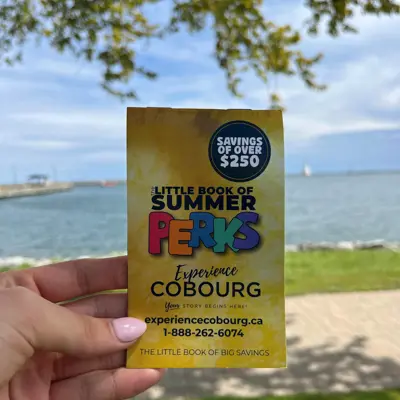 SAVINGS
OF OVER
$250
THE LITTLE BOOK OF
SUMMER
PERKS
Experience
COBOURG
Your STORY BEGINS HERE!
experiencecobourg.ca
1-888-262-6074
THE LITTLE BOOK OF BIG SAVINGS